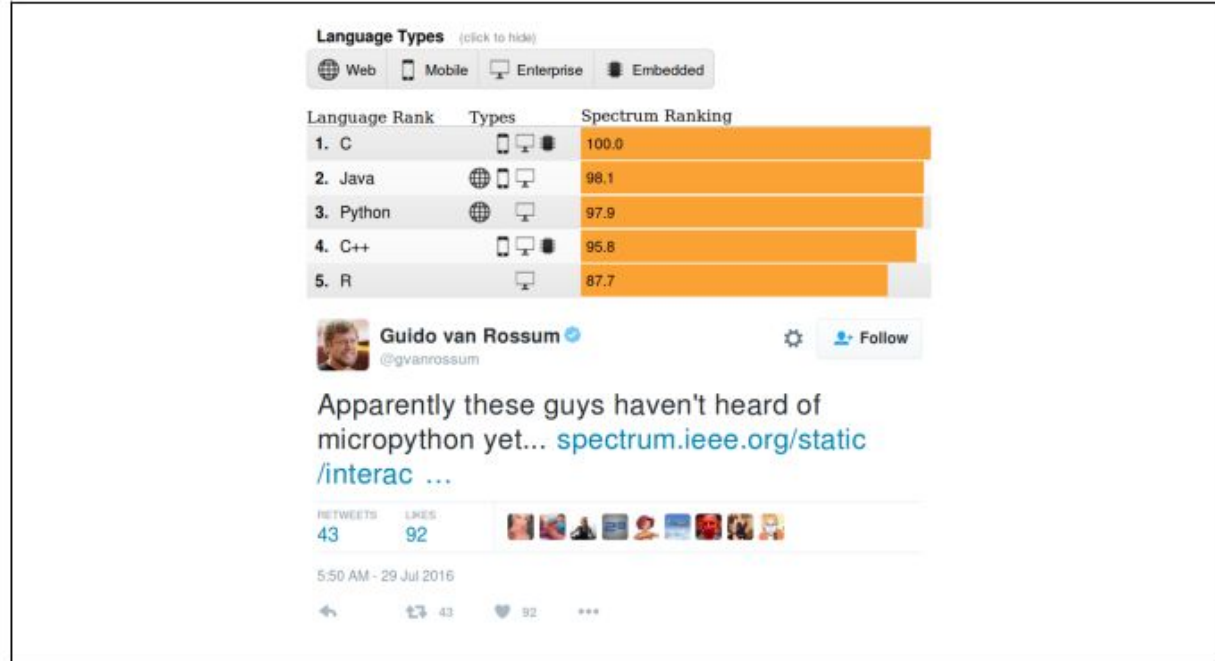 Language Types (click to hide)
Web Mobile Enterprise Embedded
Language Rank Types Spectrum Ranking
1. C 100.0
2. Java 98.1
3. Python 97.9
4. C++ 95.8
5. R 87.7
Guido van Rossum
@gvanrossum
Follow
Apparently these guys haven't heard of
micropython yet... spectrum.ieee.org/static
/interac ...
RETWEETS LIKES
43 92
5:50 AM - 29 Jul 2016
43 92